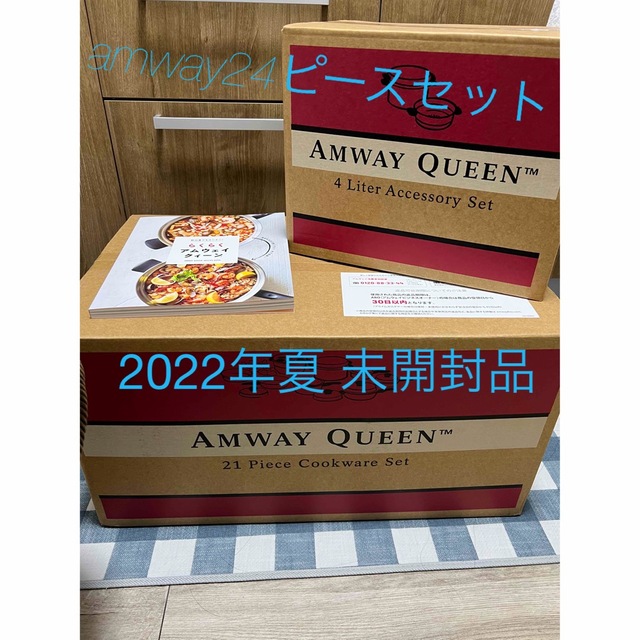 amway24ピースセット
AMWAY QUEEN™
4 Liter Accessory Set
らくらく
アムウェイ
クィーン
30日以内
2022年夏 未開封品
AMWAY QUEEN™
21 Piece Cookware Set